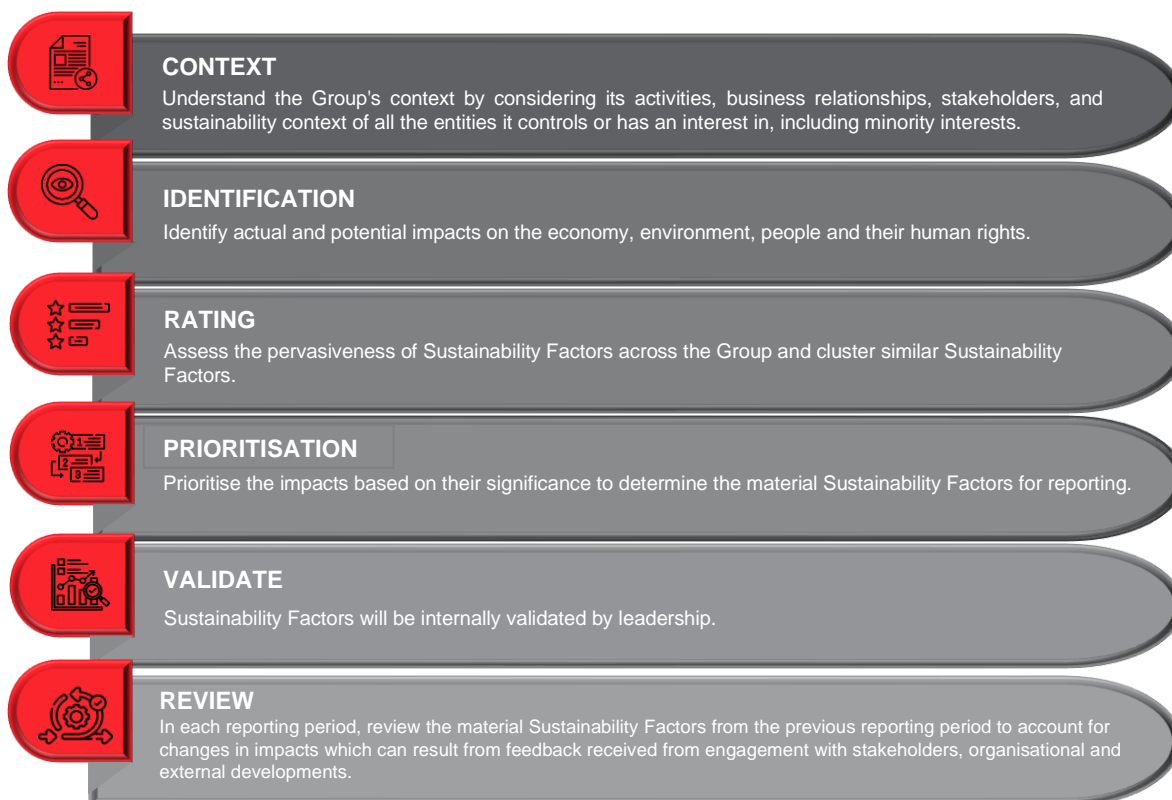 CONTEXT
Understand the Group's context by considering its activities, business relationships, stakeholders, and
sustainability context of all the entities it controls or has an interest in, including minority interests.
IDENTIFICATION
Identify actual and potential impacts on the economy, environment, people and their human rights.
RATING
Assess the pervasiveness of Sustainability Factors across the Group and cluster similar Sustainability
Factors.
1
2
3
PRIORITISATION
Prioritise the impacts based on their significance to determine the material Sustainability Factors for reporting.
VALIDATE
Sustainability Factors will be internally validated by leadership.
REVIEW
In each reporting period, review the material Sustainability Factors from the previous reporting period to account for
changes in impacts which can result from feedback received from engagement with stakeholders, organisational and
external developments.